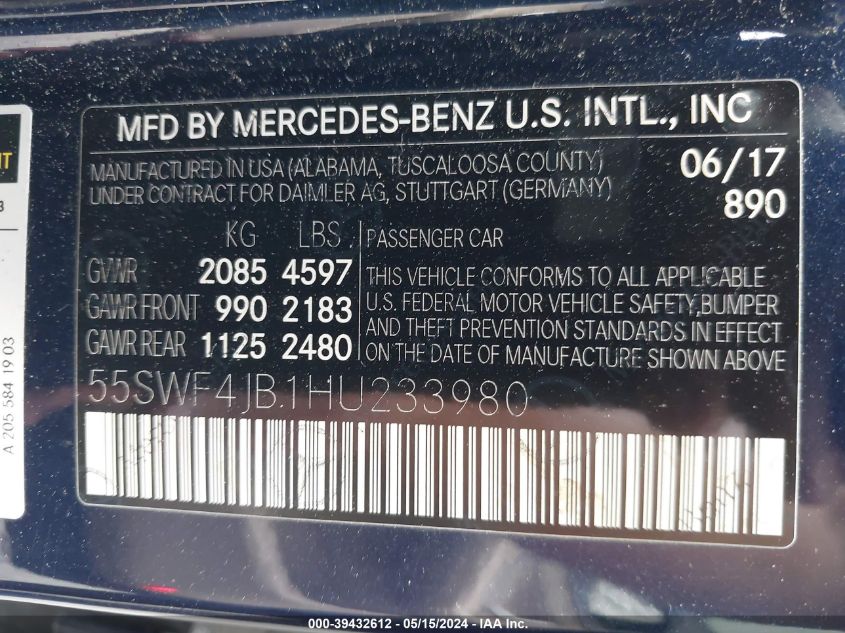 MFD BY MERCEDES-BENZ U.S. INTL., INC
MANUFACTURED IN USA (ALABAMA, TUSCALOOSA COUNTY) 06/17
UNDER CONTRACT FOR DAIMLER AG, STUTTGART (GERMANY) 890
KG LBS PASSENGER CAR
GVWR 2085 4597 THIS VEHICLE CONFORMS TO ALL APPLICABLE
GAWR FRONT 990 2183 U.S. FEDERAL MOTOR VEHICLE SAFETY,BUMPER
AND THEFT PREVENTION STANDARDS IN EFFECT
GAWR REAR 1125 2480 ON THE DATE OF MANUFACTURE SHOWN ABOVE
55SWF4JB1HU233980
A 205 584 19 03
000-39432612 - 05/15/2024 - IAA Inc.